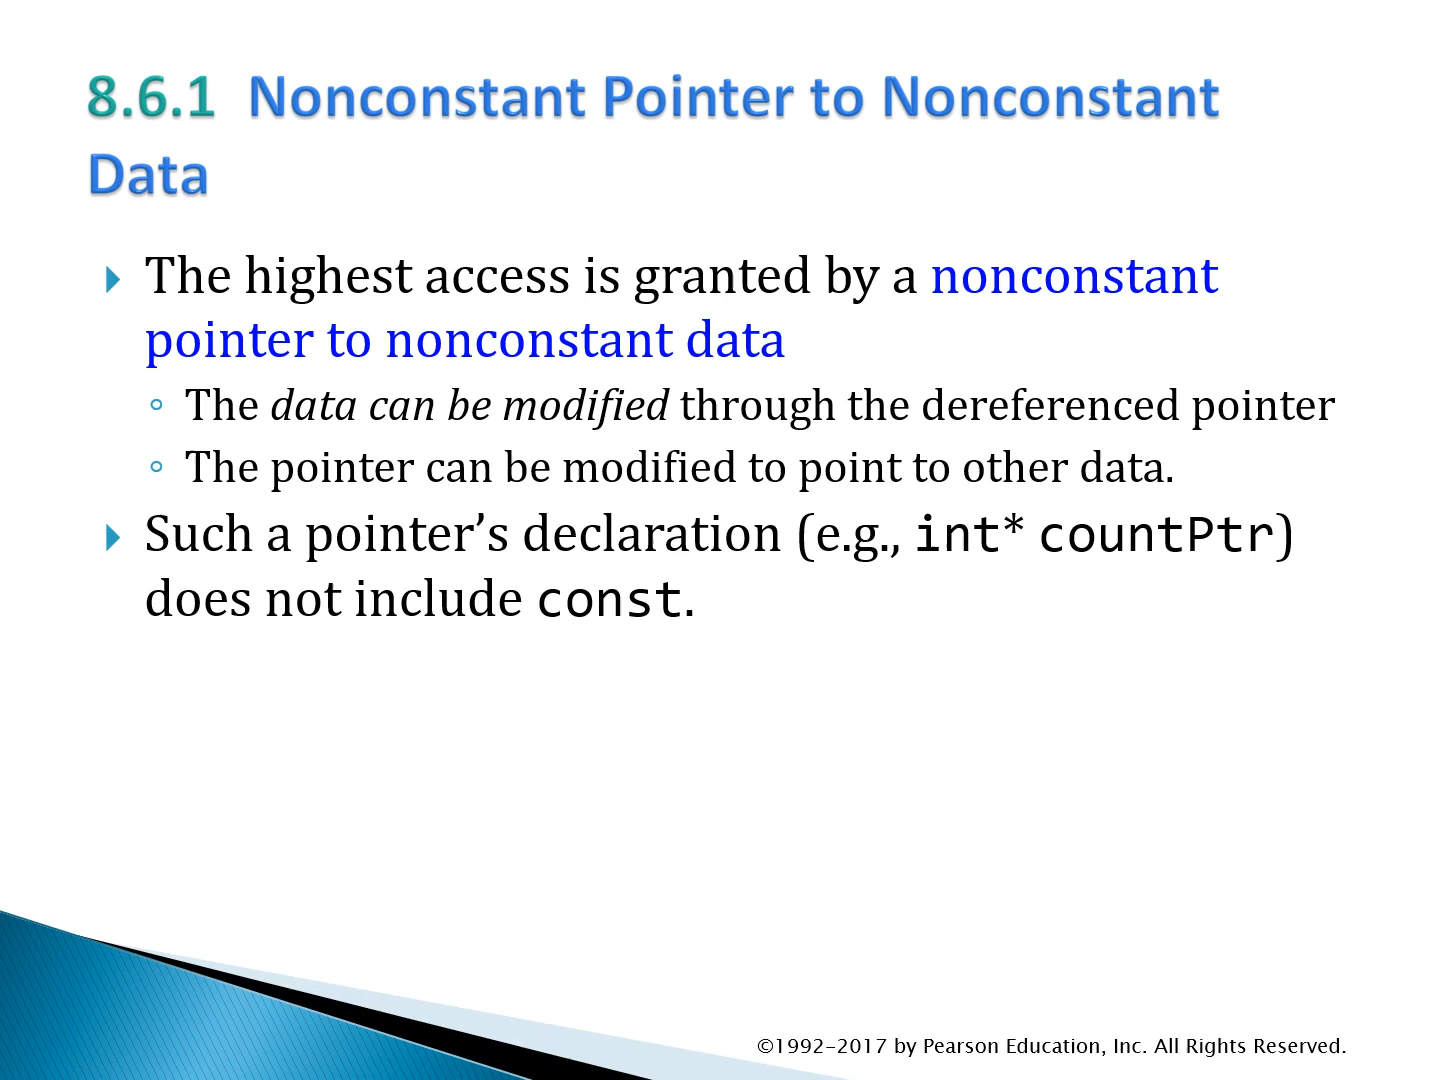 8.6.1 Nonconstant Pointer to Nonconstant
Data
The highest access is granted by a nonconstant
pointer to nonconstant data
The data can be modified through the dereferenced pointer
The pointer can be modified to point to other data.
Such a pointer’s declaration (e.g., int* countPtr)
does not include const.
©1992-2017 by Pearson Education, Inc. All Rights Reserved.